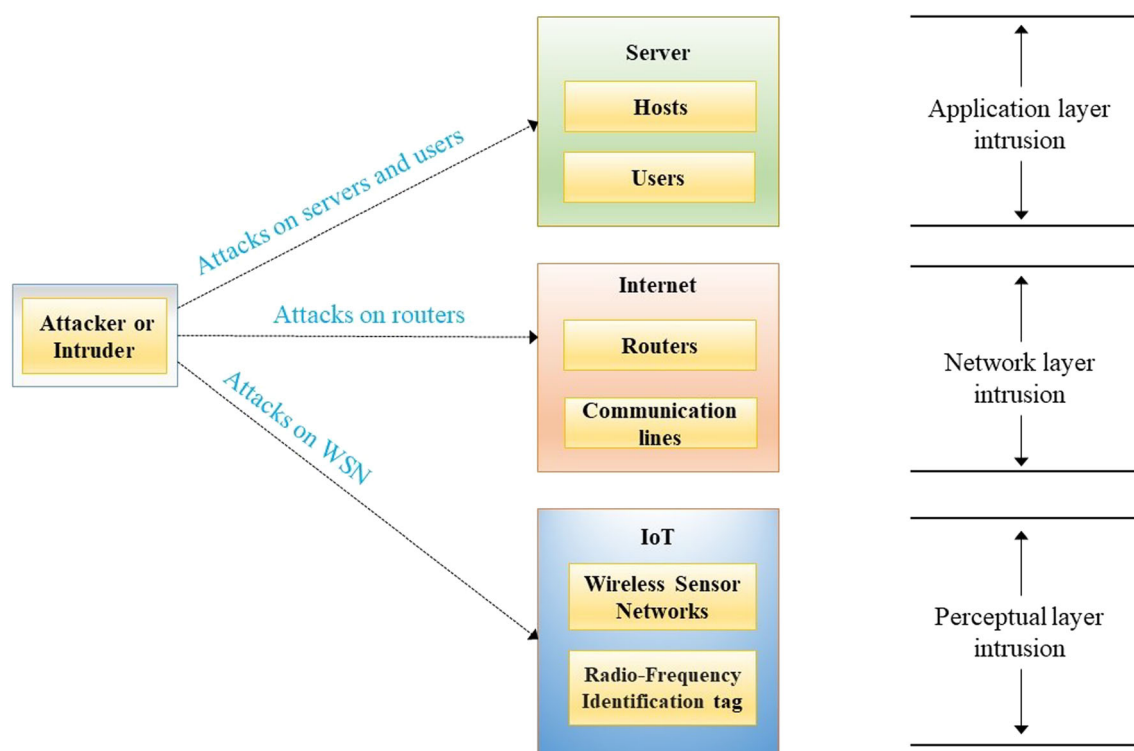 Server
Hosts
Users
Application layer
intrusion
Attacks on servers and users
Attacker or
Intruder
Attacks on routers
Internet
Routers
Communication
lines
Network layer
intrusion
Attacks on WSN
IoT
Wireless Sensor
Networks
Radio-Frequency
Identification tag
Perceptual layer
intrusion